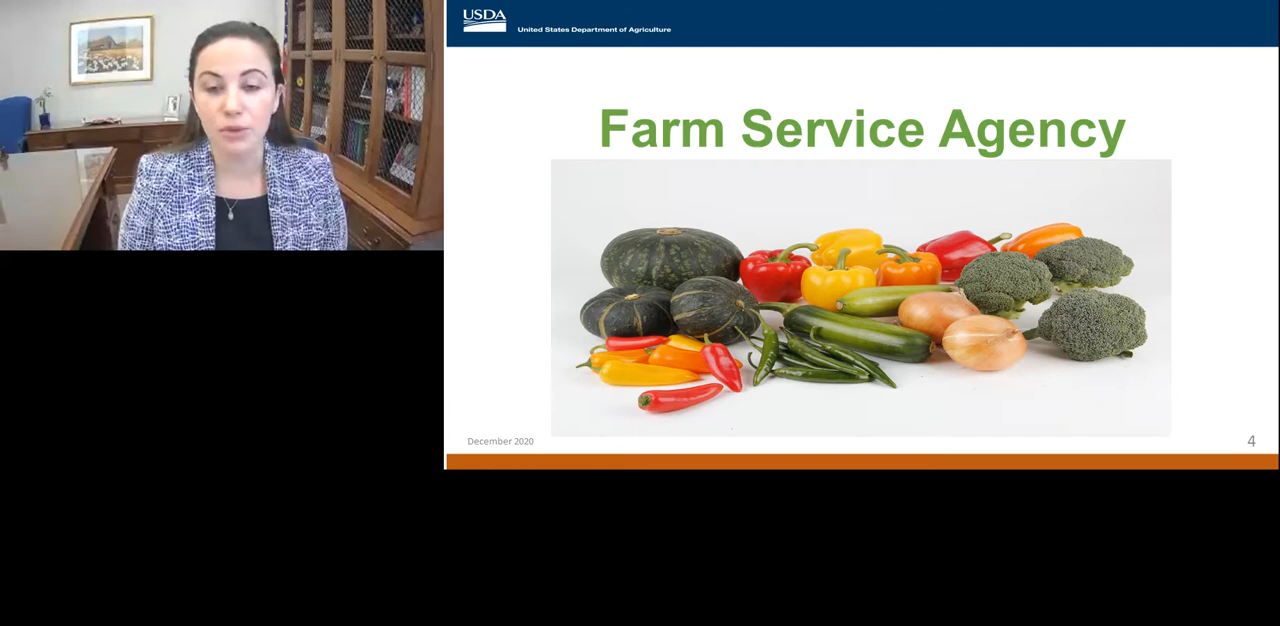 USDA
United States Department of Agriculture
Farm Service Agency
December 2020
4